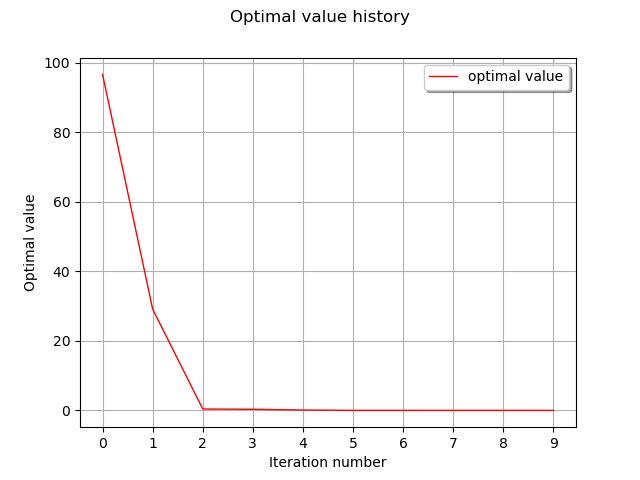 Optimal value history
optimal value
Optimal value
100
80
60
40
20
0
0 1 2 3 4 5 6 7 8 9
Iteration number